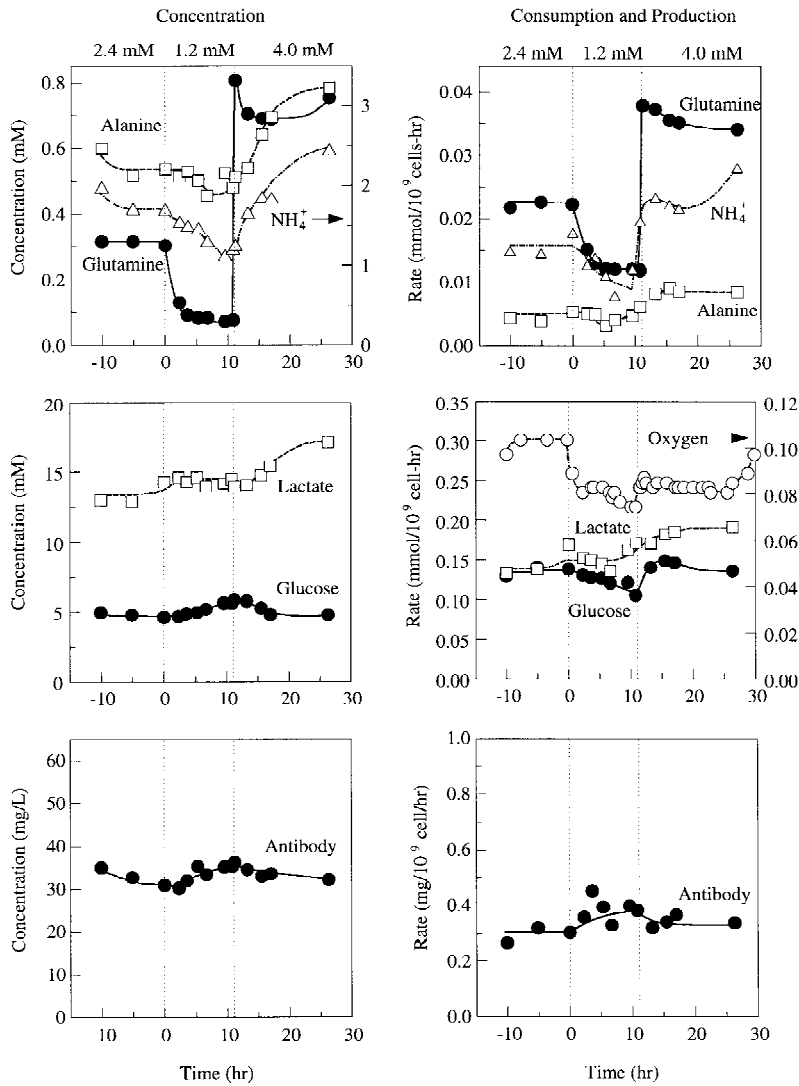 Concentration
2.4 mM 1.2 mM 4.0 mM
0.8
0.6
0.4
0.2
0.0
3
2
1
0
Concentration (mM)
Alanine
NH4+
Glutamine
-10 0 10 20 30
Consumption and Production
2.4 mM 1.2 mM 4.0 mM
0.04
0.03
0.02
0.01
0.00
Rate (mmol/10^9 cells-hr)
Glutamine
NH4+
Alanine
-10 0 10 20 30
20
15
10
5
0
Concentration (mM)
Lactate
Glucose
-10 0 10 20 30
0.35
0.30
0.25
0.20
0.15
0.10
0.05
0.00
0.12
0.10
0.08
0.06
0.04
0.02
0.00
Rate (mmol/10^9 cell-hr)
Oxygen
Lactate
Glucose
-10 0 10 20 30
60
50
40
30
20
10
0
Concentration (mg/L)
Antibody
-10 0 10 20 30
Time (hr)
1.0
0.8
0.6
0.4
0.2
0.0
Rate (mg/10^9 cell/hr)
Antibody
-10 0 10 20 30
Time (hr)